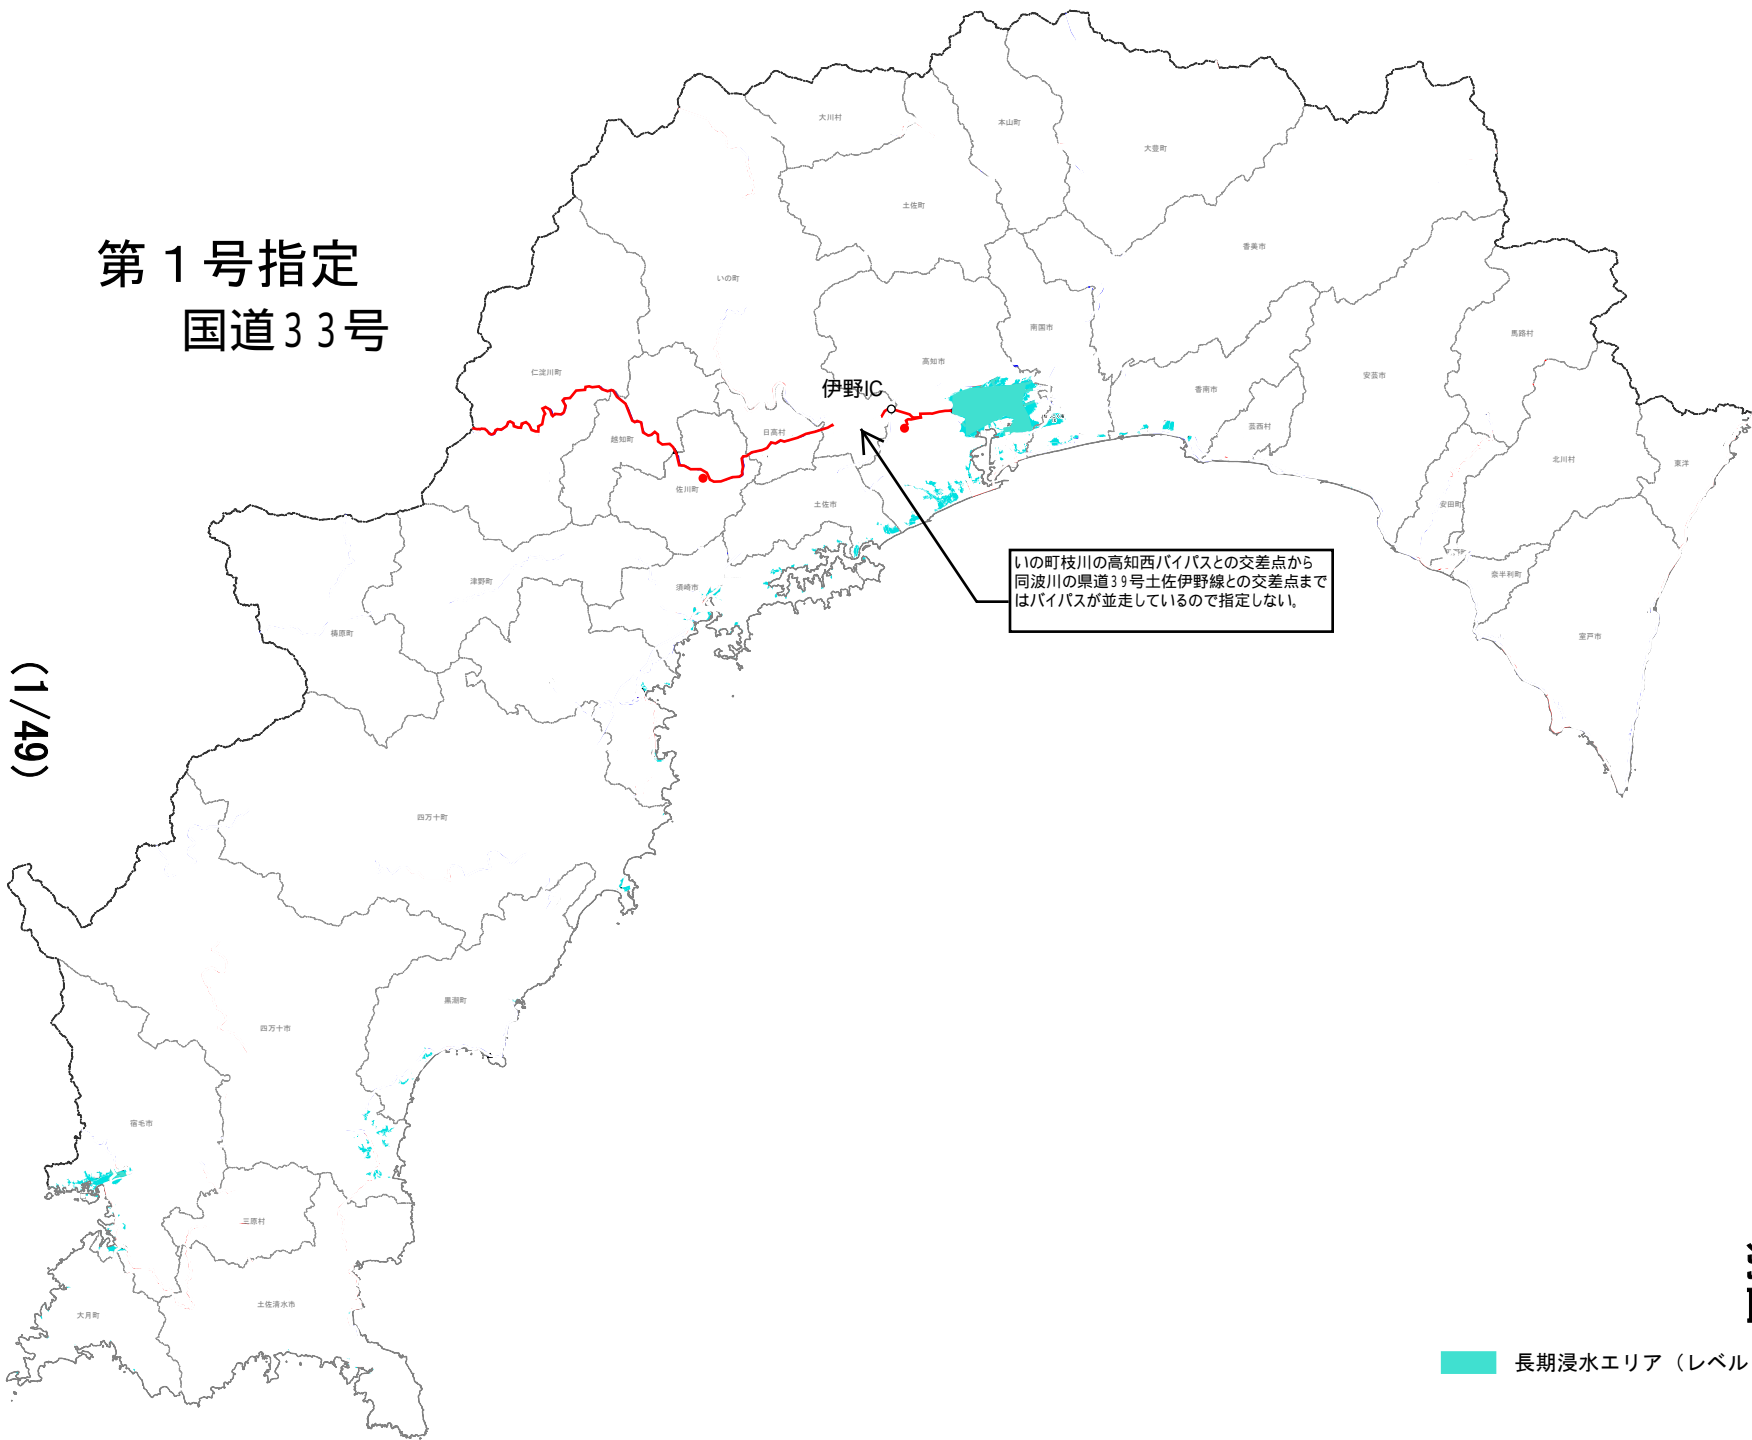 第１号指定
国道33号
(1/49)
大川村
本山町
大豊町
土佐町
香美市
いの町
南国市
馬路村
高知市
仁淀川町
伊野IC
香南市
安芸市
芸西村
日高村
越知町
北川村
東洋
佐川町
土佐市
安田町
いの町枝川の高知西バイパスとの交差点から
同波川の県道39号土佐伊野線との交差点まで
はバイパスが並走しているので指定しない。
津野町
須崎市
奈半利町
梼原町
室戸市
四万十町
黒潮町
四万十市
宿毛市
三原村
土佐清水市
大月町
長期浸水エリア（レベル